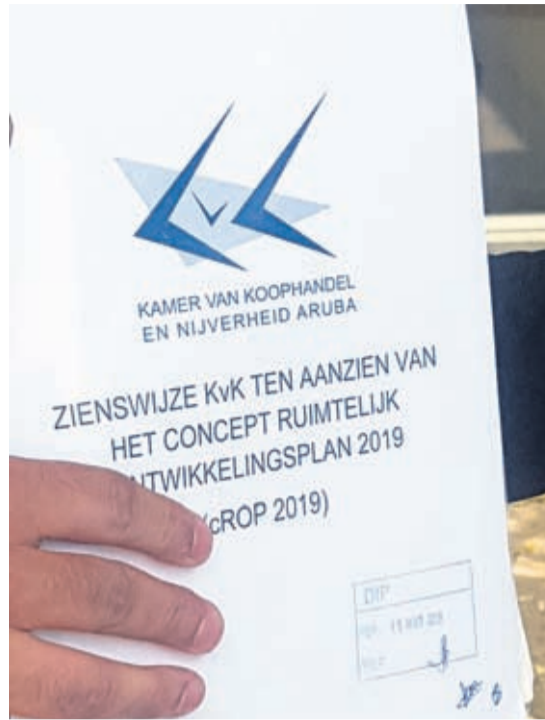 KvK
KAMER VAN KOOPHANDEL
EN NIJVERHEID ARUBA
ZIENSWIJZE KvK TEN AANZIEN VAN
HET CONCEPT RUIMTELIJK
NTWIKKELINGSPLAN 2019
(cROP 2019)
DIP